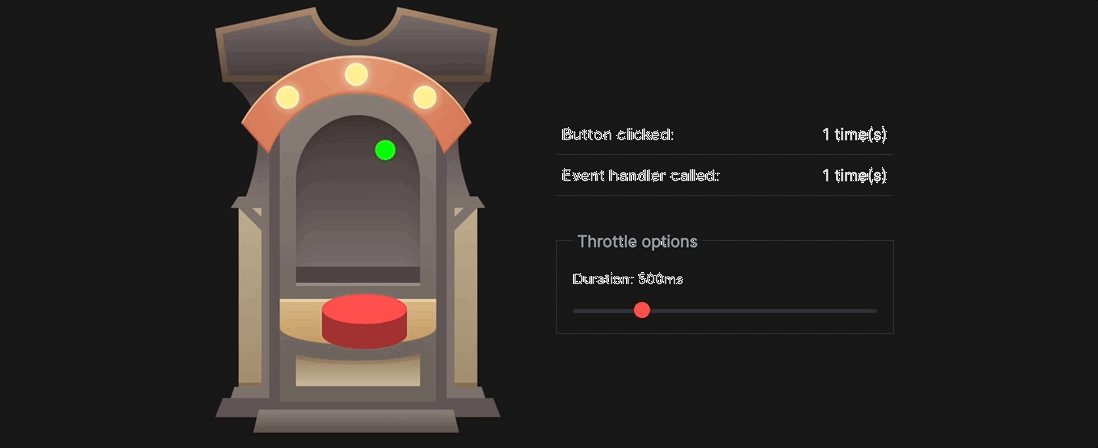 Button clicked: 1 time(s)
Event handler called: 1 time(s)
Throttle options
Duration: 500ms